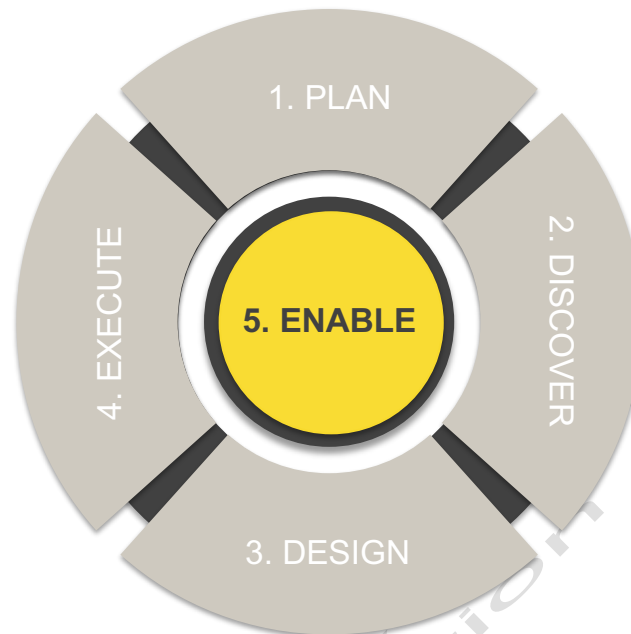 1. PLAN
2. DISCOVER
3. DESIGN
4. EXECUTE
5. ENABLE